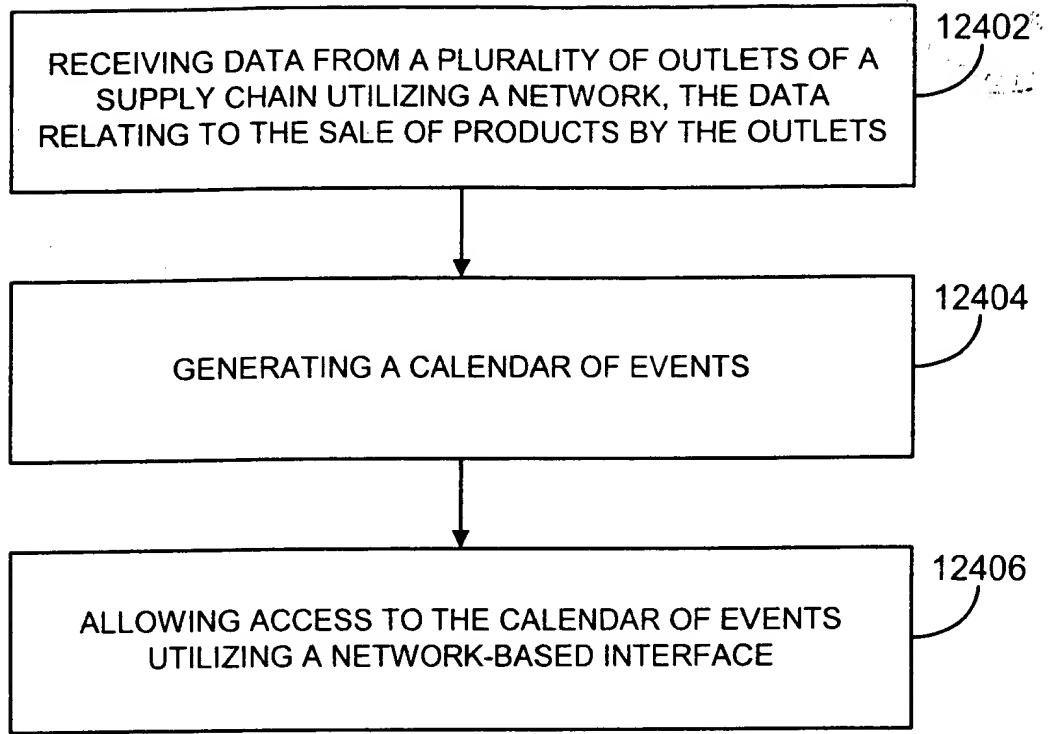 12402
RECEIVING DATA FROM A PLURALITY OF OUTLETS OF A
SUPPLY CHAIN UTILIZING A NETWORK, THE DATA
RELATING TO THE SALE OF PRODUCTS BY THE OUTLETS
12404
GENERATING A CALENDAR OF EVENTS
12406
ALLOWING ACCESS TO THE CALENDAR OF EVENTS
UTILIZING A NETWORK-BASED INTERFACE